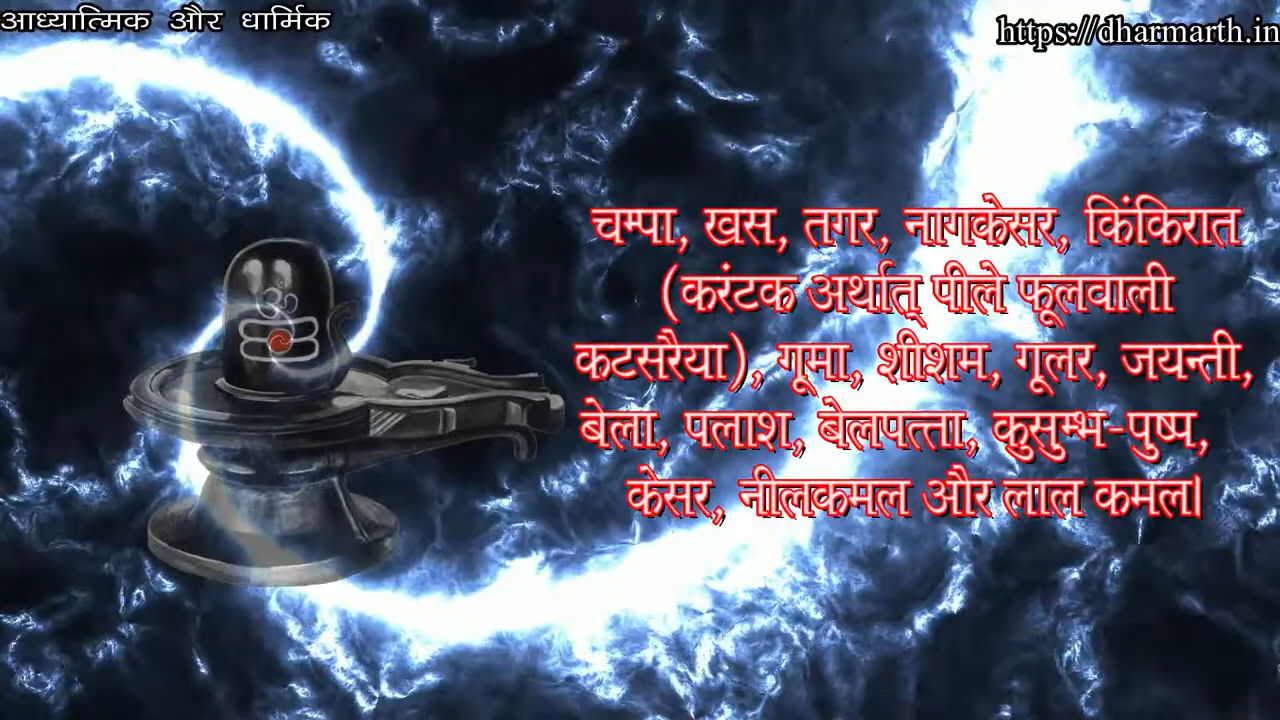 आध्यात्मिक और धार्मिक
https://dharmarth.in
चम्पा, खस, तगर, नागकेसर, किंकिरात
(करंटक अर्थात् पीले फूलवाली
कटसरैया), गूमा, शीशम, गूलर, जयन्ती,
बेला, पलाश, बेलपत्ता, कुसुम्भ-पुष्प,
केसर, नीलकमल और लाल कमल।